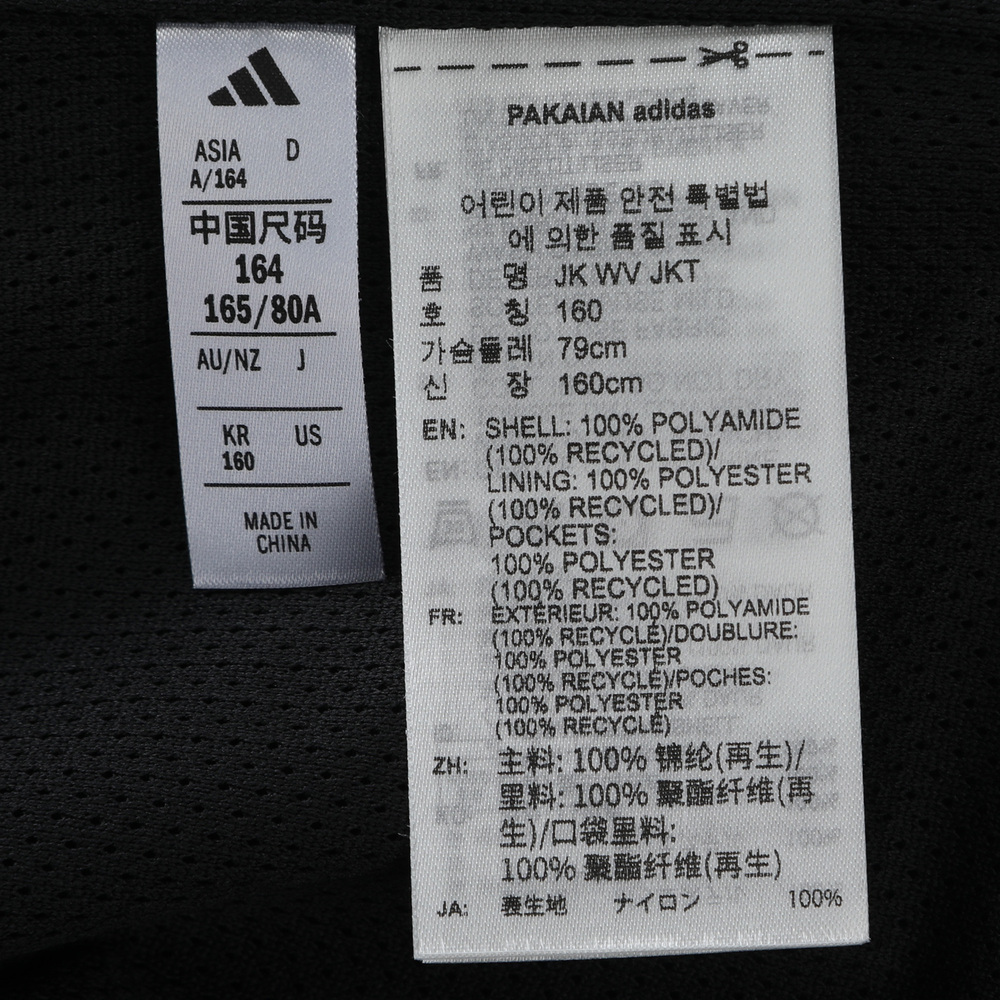 ASIA D
A/164
中国尺码
164
165/80A
AU/NZ J
KR US
160
MADE IN
CHINA
PAKAIAN adidas
어린이 제품 안전 특별법
에 의한 품질 표시
품 명 JK WV JKT
호 칭 160
가슴둘레 79cm
신 장 160cm
EN: SHELL: 100% POLYAMIDE
(100% RECYCLED)/
LINING: 100% POLYESTER
(100% RECYCLED)/
POCKETS:
100% POLYESTER
(100% RECYCLED)
FR: EXTÉRIEUR: 100% POLYAMIDE
(100% RECYCLÉ)/DOUBLURE:
100% POLYESTER
(100% RECYCLÉ)/POCHES:
100% POLYESTER
(100% RECYCLÉ)
ZH: 主料: 100% 锦纶(再生)/
里料: 100% 聚酯纤维(再
生)/口袋里料:
100% 聚酯纤维(再生)
JA: 表生地 ナイロン 100%